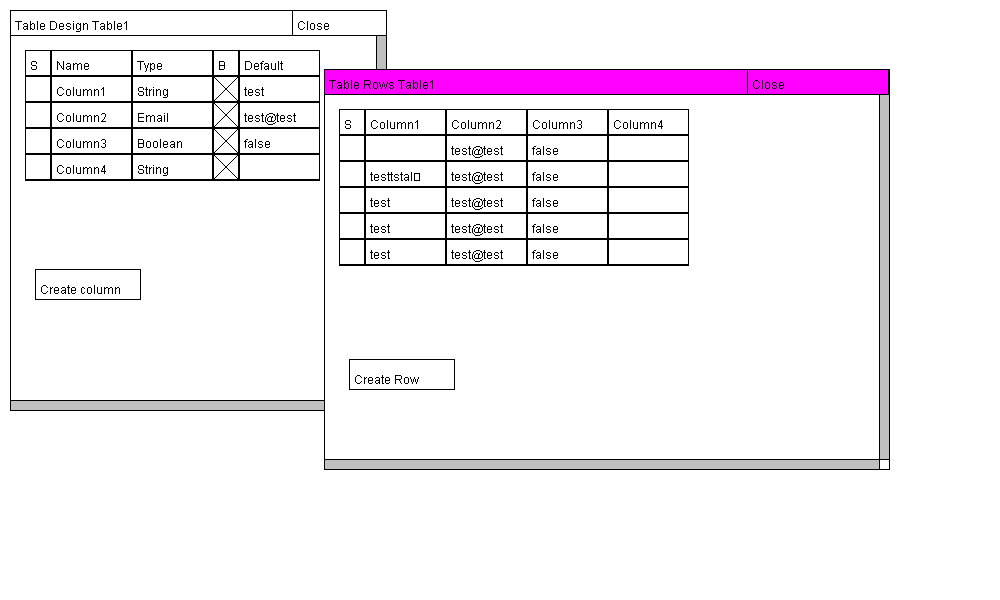 Table Design Table1 Close
S Name Type B Default
Column1 String test
Column2 Email test@test
Column3 Boolean false
Column4 String
Create column
Table Rows Table1 Close
S Column1 Column2 Column3 Column4
test@test false
testtstal▯ test@test false
test test@test false
test test@test false
test test@test false
Create Row